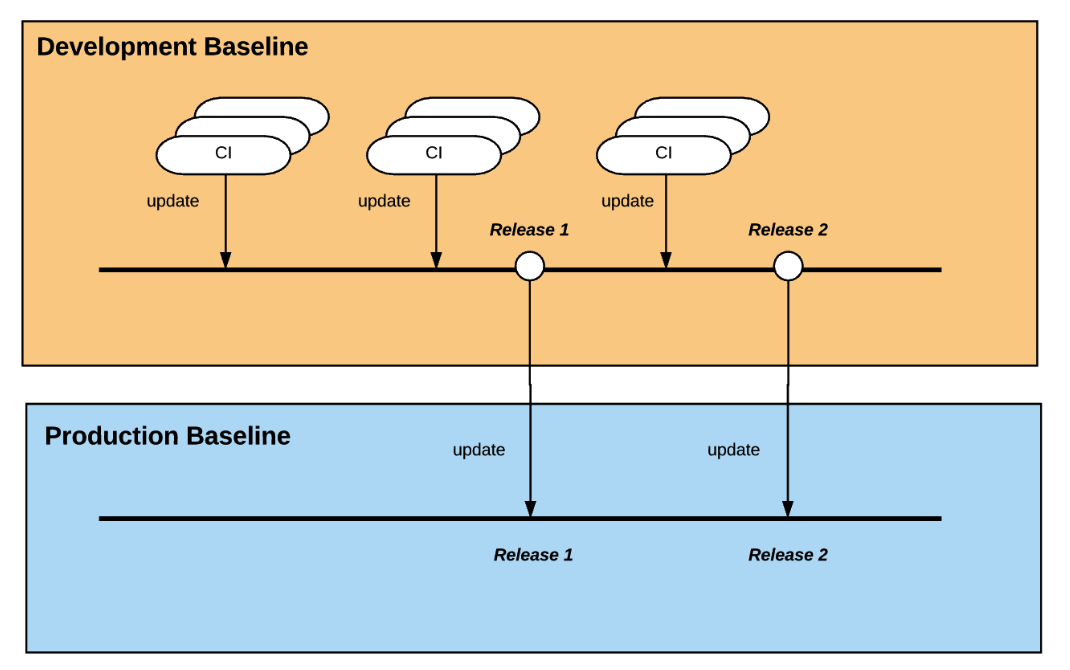 Development Baseline
CI
CI
CI
update
update
update
Release 1
Release 2
Production Baseline
update
update
Release 1
Release 2